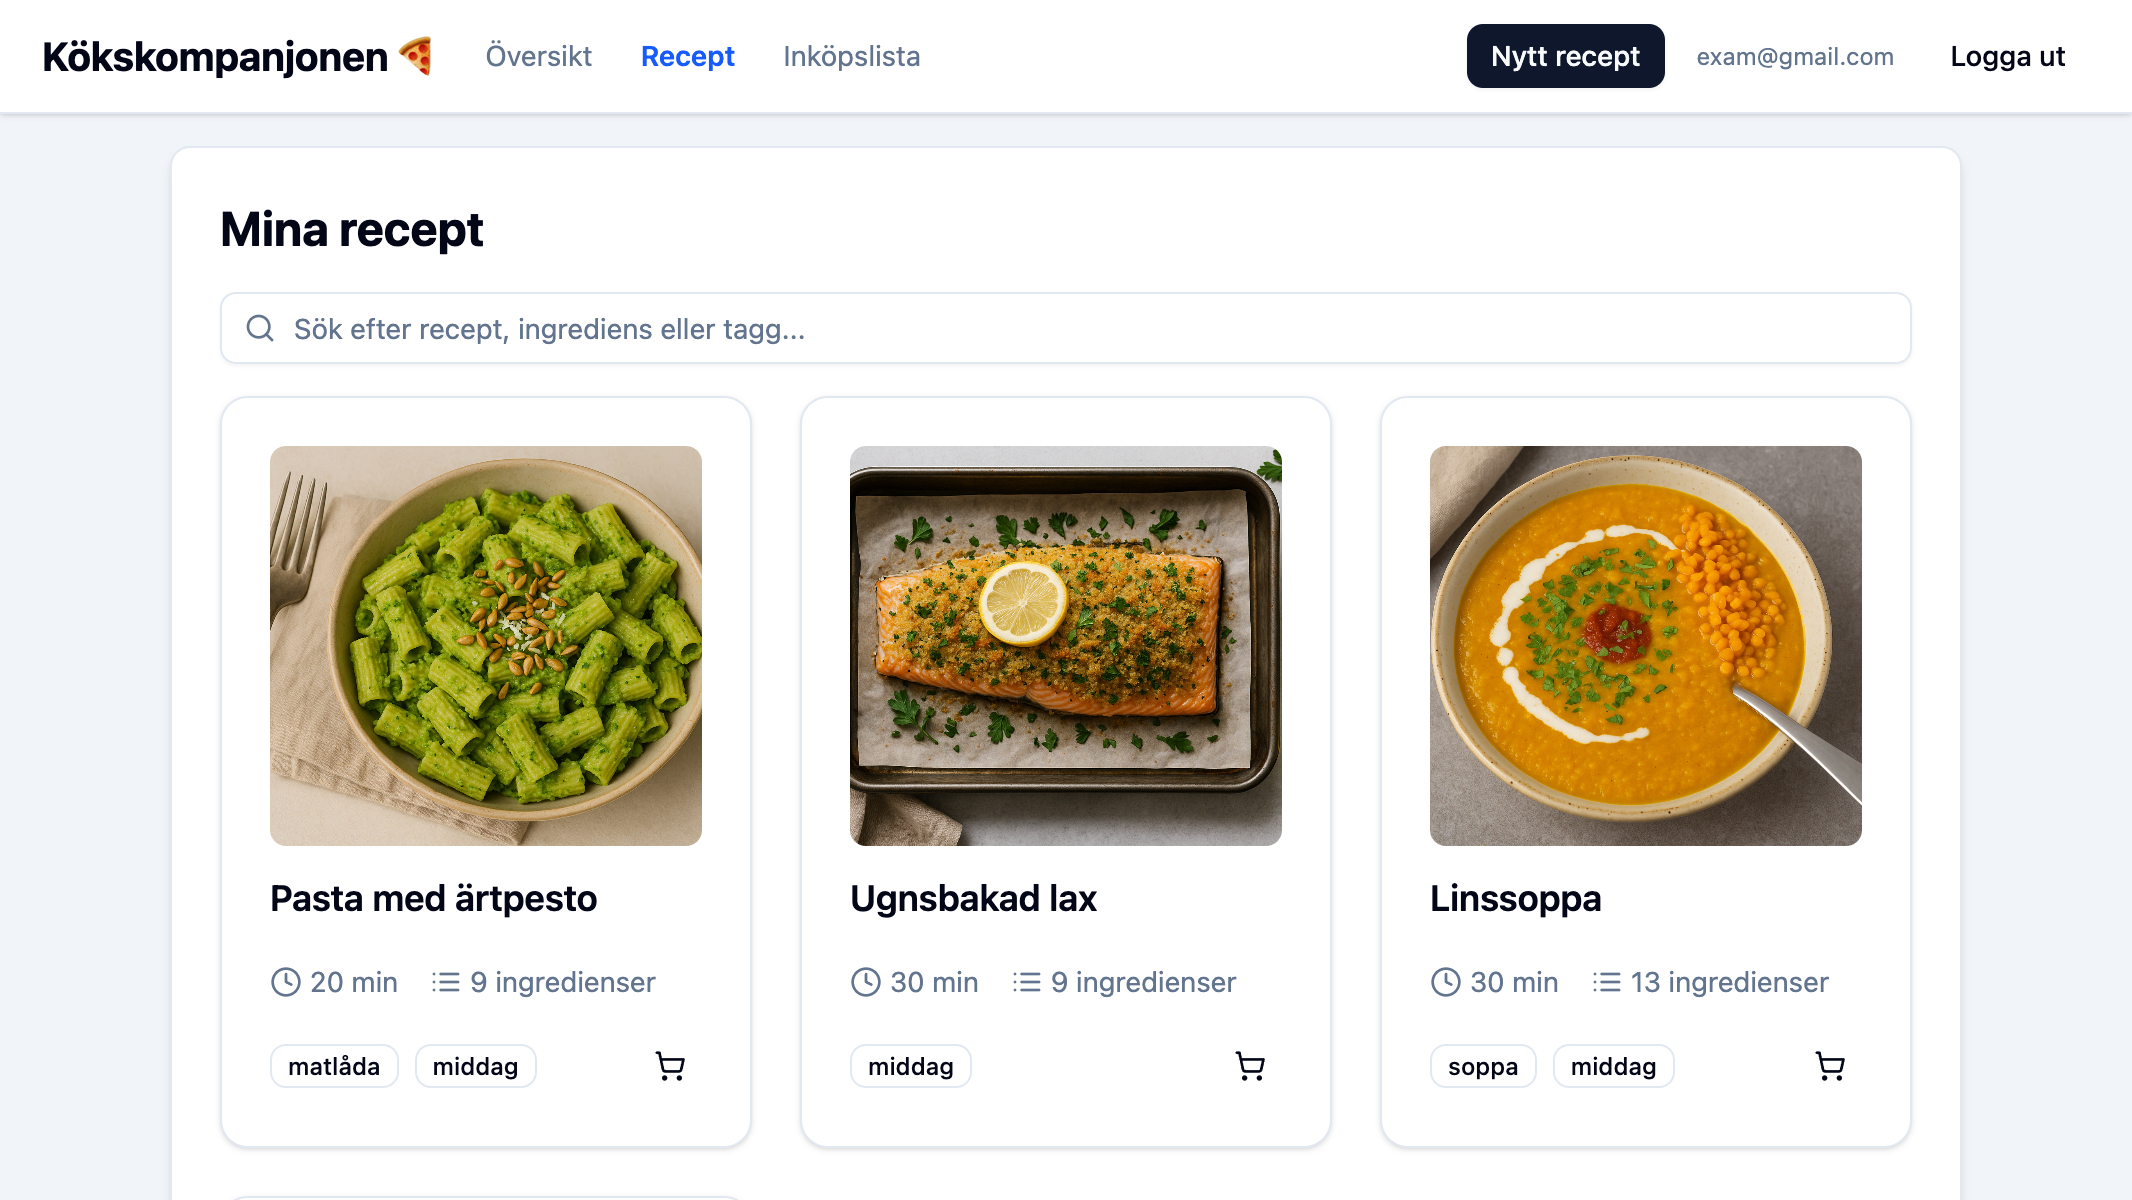 Kökskompanjonen
Översikt
Recept
Inköpslista
Nytt recept
exam@gmail.com
Logga ut
Mina recept
Sök efter recept, ingrediens eller tagg...
Pasta med ärtpesto
20 min
9 ingredienser
matlåda
middag
Ugnsbakad lax
30 min
9 ingredienser
middag
Linssoppa
30 min
13 ingredienser
soppa
middag